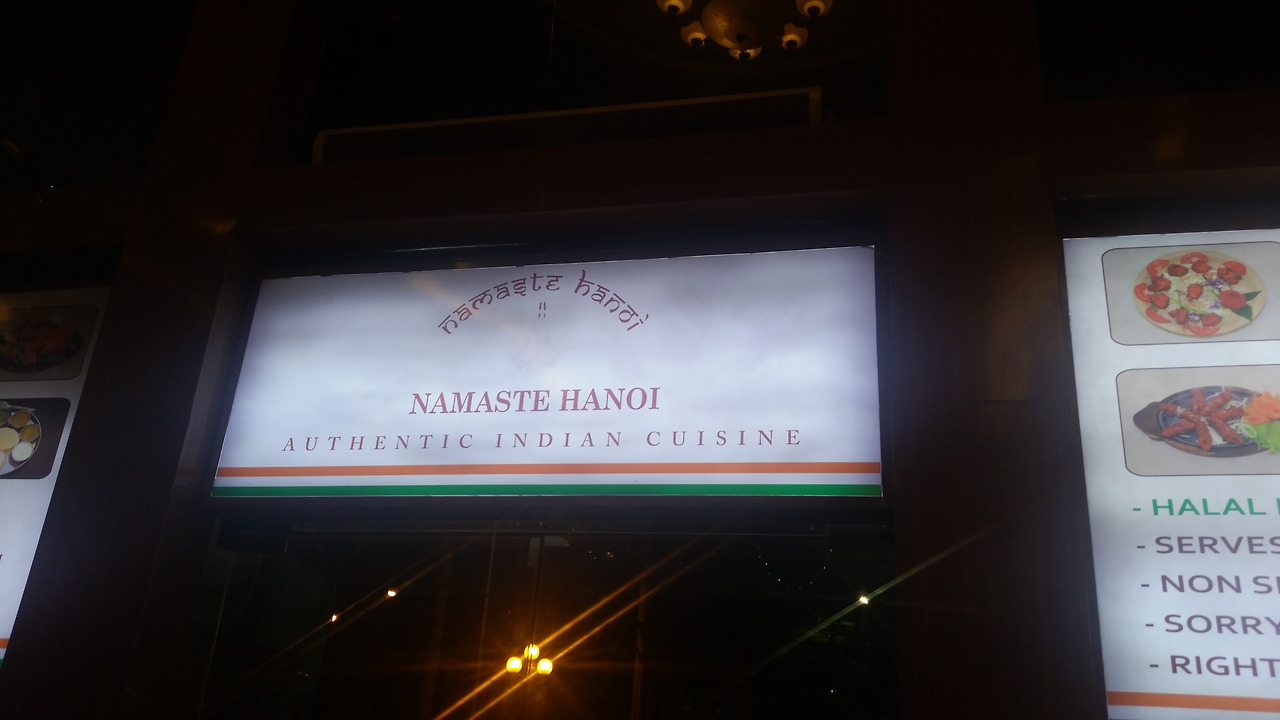 namaste hanoi
NAMASTE HANOI
AUTHENTIC INDIAN CUISINE
- HALAL
- SERVES
- NON
- SORRY
- RIGHT